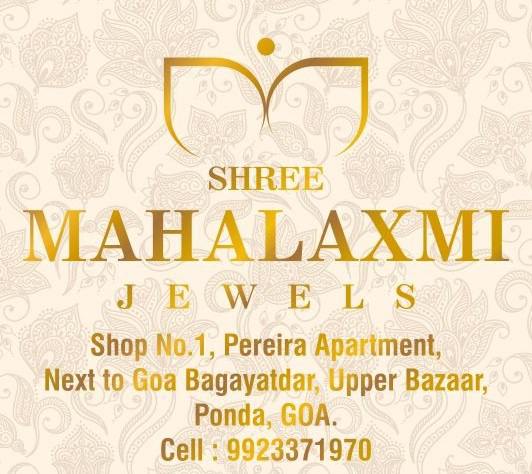 SHREE
MAHALAXMI
JEWELS
Shop No.1, Pereira Apartment,
Next to Goa Bagayatdar, Upper Bazaar,
Ponda, GOA.
Cell : 9923371970